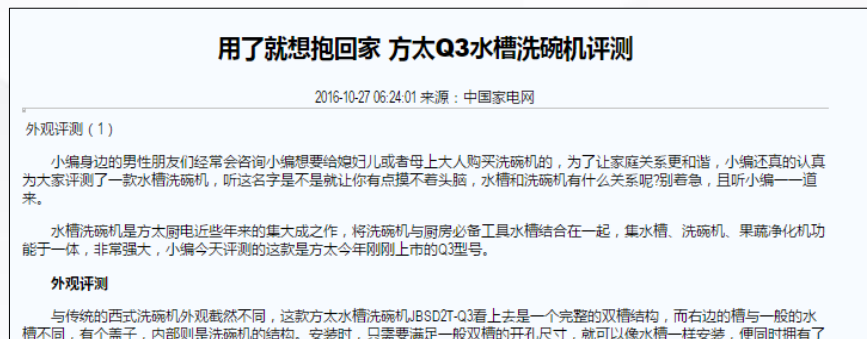 用了就想抱回家 方太Q3水槽洗碗机评测
2016-10-27 06:24:01 来源：中国家电网
外观评测（1）
小编身边的男性朋友们经常会咨询小编想要给媳妇儿或者母上大人购买洗碗机的，为了让家庭关系更和谐，小编还真的认真
为大家评测了一款水槽洗碗机，听这名字是不是就让你有点摸不着头脑，水槽和洗碗机有什么关系呢?别着急，且听小编一一道
来。
水槽洗碗机是方太厨电近些年来的集大成之作，将洗碗机与厨房必备工具水槽结合在一起，集水槽、洗碗机、果蔬净化机功
能于一体，非常强大，小编今天评测的这款是方太今年刚刚上市的Q3型号。
外观评测
与传统的西式洗碗机外观截然不同，这款方太水槽洗碗机JBSD2T-Q3看上去是一个完整的双槽结构，而右边的槽与一般的水
槽不同，有个盖子，内部则是洗碗机的结构。安装时，只需要满足一般双槽的开孔尺寸，就可以像水槽一样安装，便同时拥有了